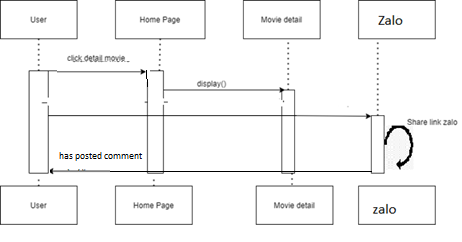 User
Home Page
Movie detail
Zalo
click detail movie
display()
Share link zalo
has posted comment
User
Home Page
Movie detail
zalo